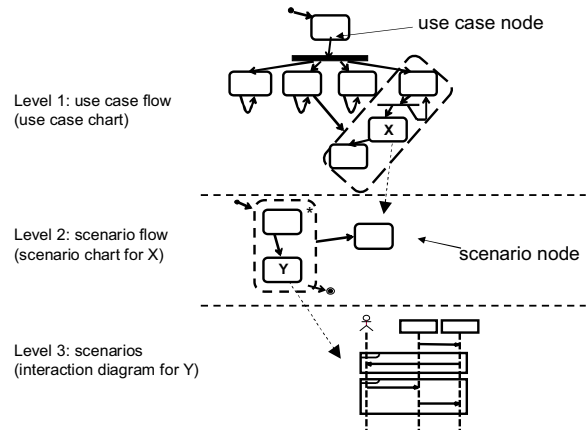 use case node
Level 1: use case flow
(use case chart)
X
Level 2: scenario flow
(scenario chart for X)
*
Y
scenario node
Level 3: scenarios
(interaction diagram for Y)